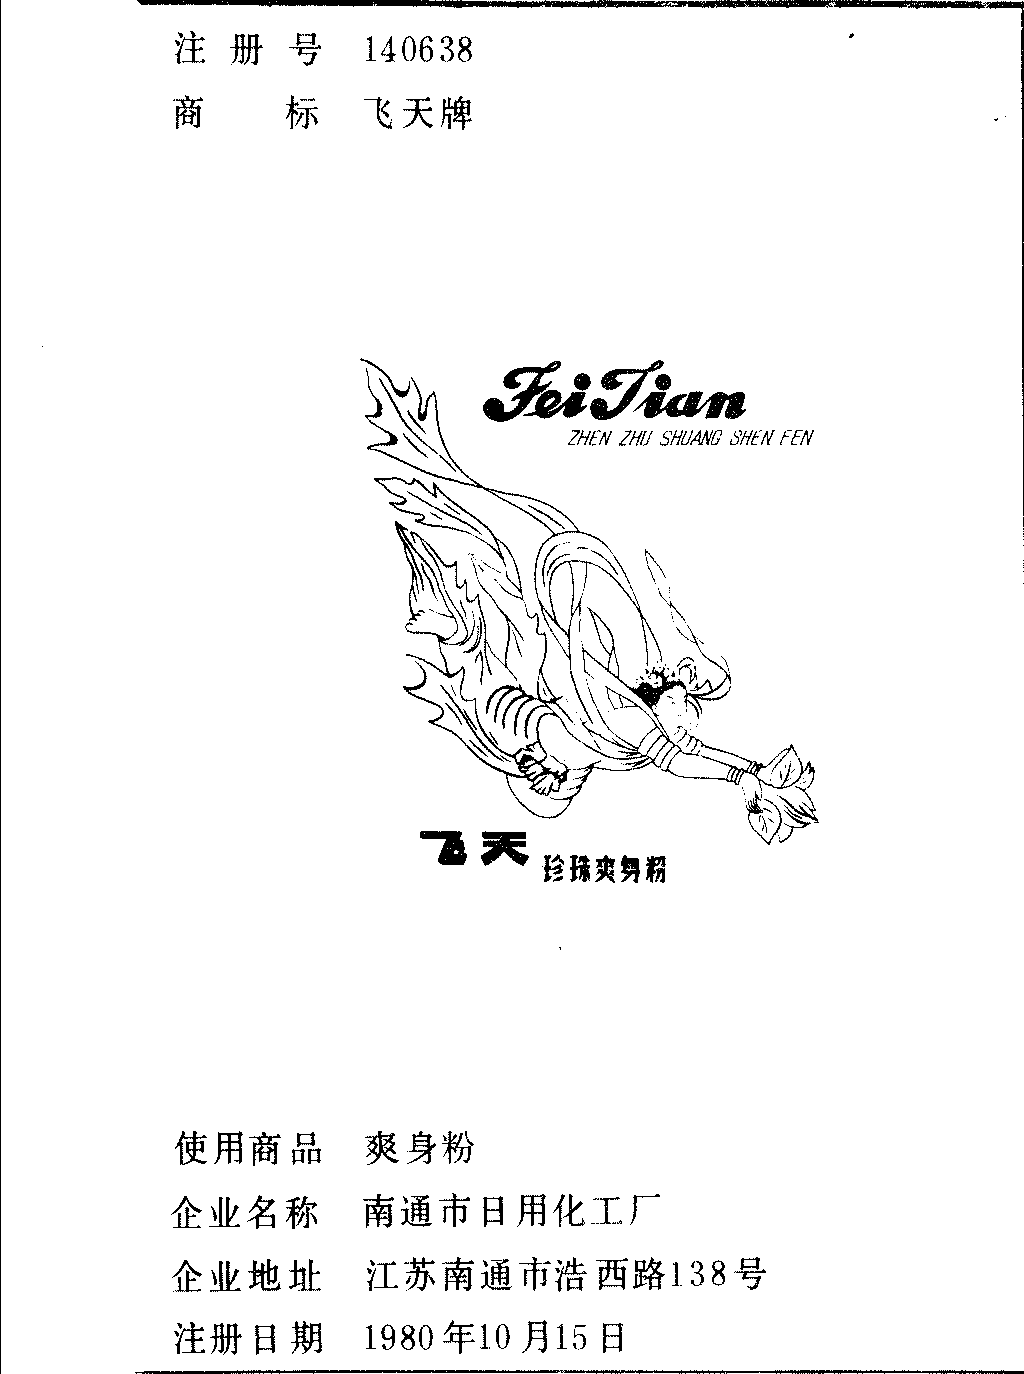 注册号 140638
商标 飞天牌
Fei Tian
ZHEN ZHU SHUANG SHEN FEN
飞天 珍珠爽身粉
使用商品 爽身粉
企业名称 南通市日用化工厂
企业地址 江苏南通市浩西路138号
注册日期 1980年10月15日